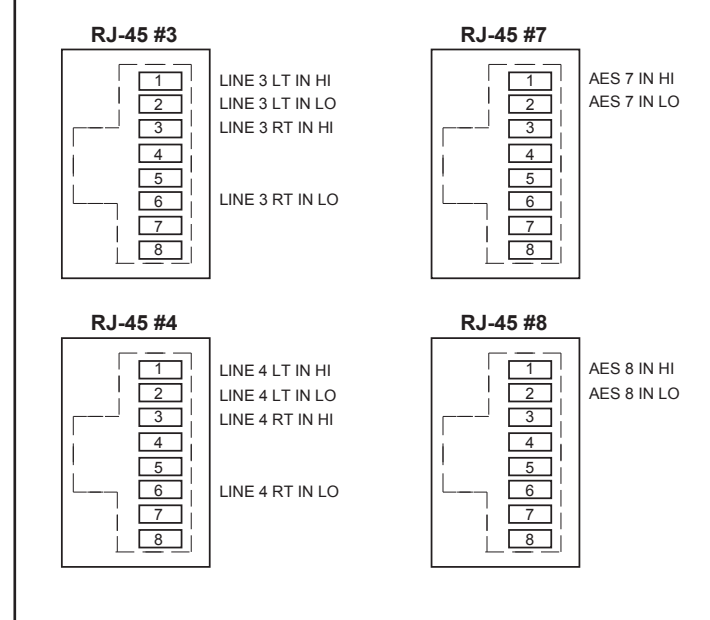 RJ-45 #3
1 LINE 3 LT IN HI
2 LINE 3 LT IN LO
3 LINE 3 RT IN HI
4
5
6 LINE 3 RT IN LO
7
8
RJ-45 #7
1 AES 7 IN HI
2 AES 7 IN LO
3
4
5
6
7
8
RJ-45 #4
1 LINE 4 LT IN HI
2 LINE 4 LT IN LO
3 LINE 4 RT IN HI
4
5
6 LINE 4 RT IN LO
7
8
RJ-45 #8
1 AES 8 IN HI
2 AES 8 IN LO
3
4
5
6
7
8